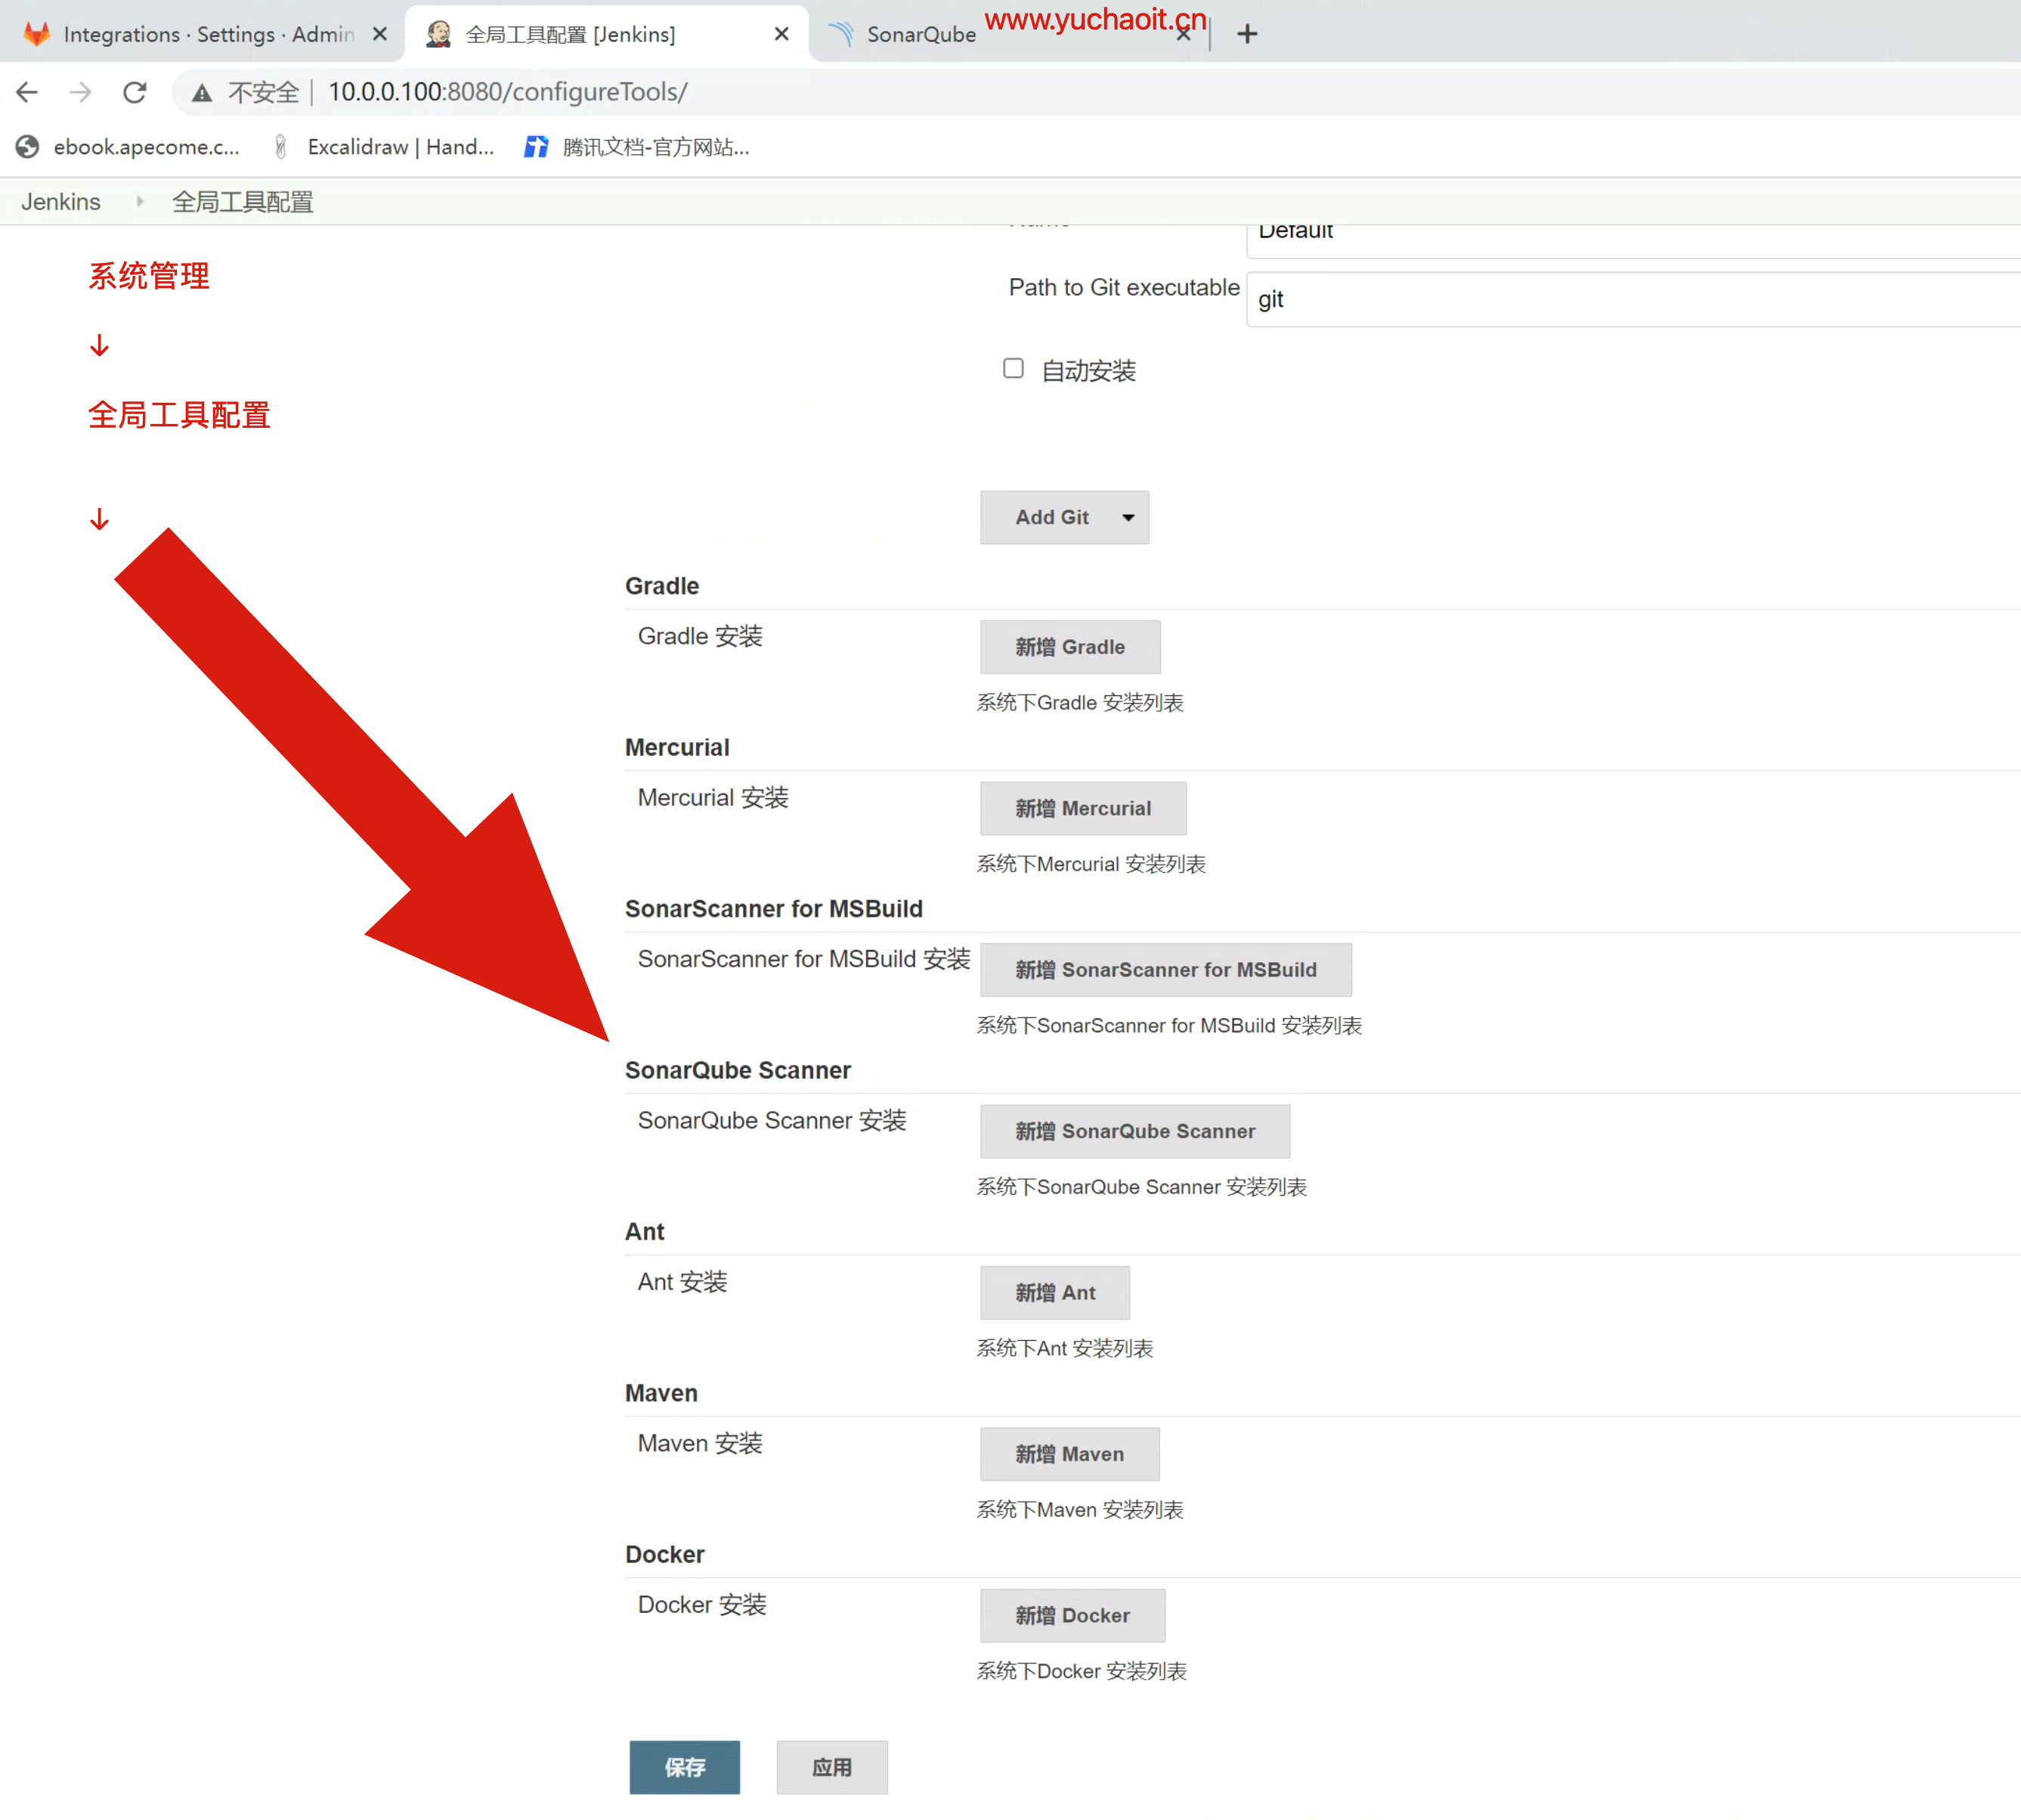 Integrations · Settings · Admin
全局工具配置 [Jenkins]
SonarQube
www.yuchaoit.cn
不安全 | 10.0.0.100:8080/configureTools/
ebook.apecome.c...
Excalidraw | Hand...
腾讯文档-官方网站...
Jenkins
全局工具配置
Default
系统管理
↓
全局工具配置
↓
Path to Git executable
git
自动安装
Add Git
Gradle
Gradle 安装
新增 Gradle
系统下Gradle 安装列表
Mercurial
Mercurial 安装
新增 Mercurial
系统下Mercurial 安装列表
SonarScanner for MSBuild
SonarScanner for MSBuild 安装
新增 SonarScanner for MSBuild
系统下SonarScanner for MSBuild 安装列表
SonarQube Scanner
SonarQube Scanner 安装
新增 SonarQube Scanner
系统下SonarQube Scanner 安装列表
Ant
Ant 安装
新增 Ant
系统下Ant 安装列表
Maven
Maven 安装
新增 Maven
系统下Maven 安装列表
Docker
Docker 安装
新增 Docker
系统下Docker 安装列表
保存
应用